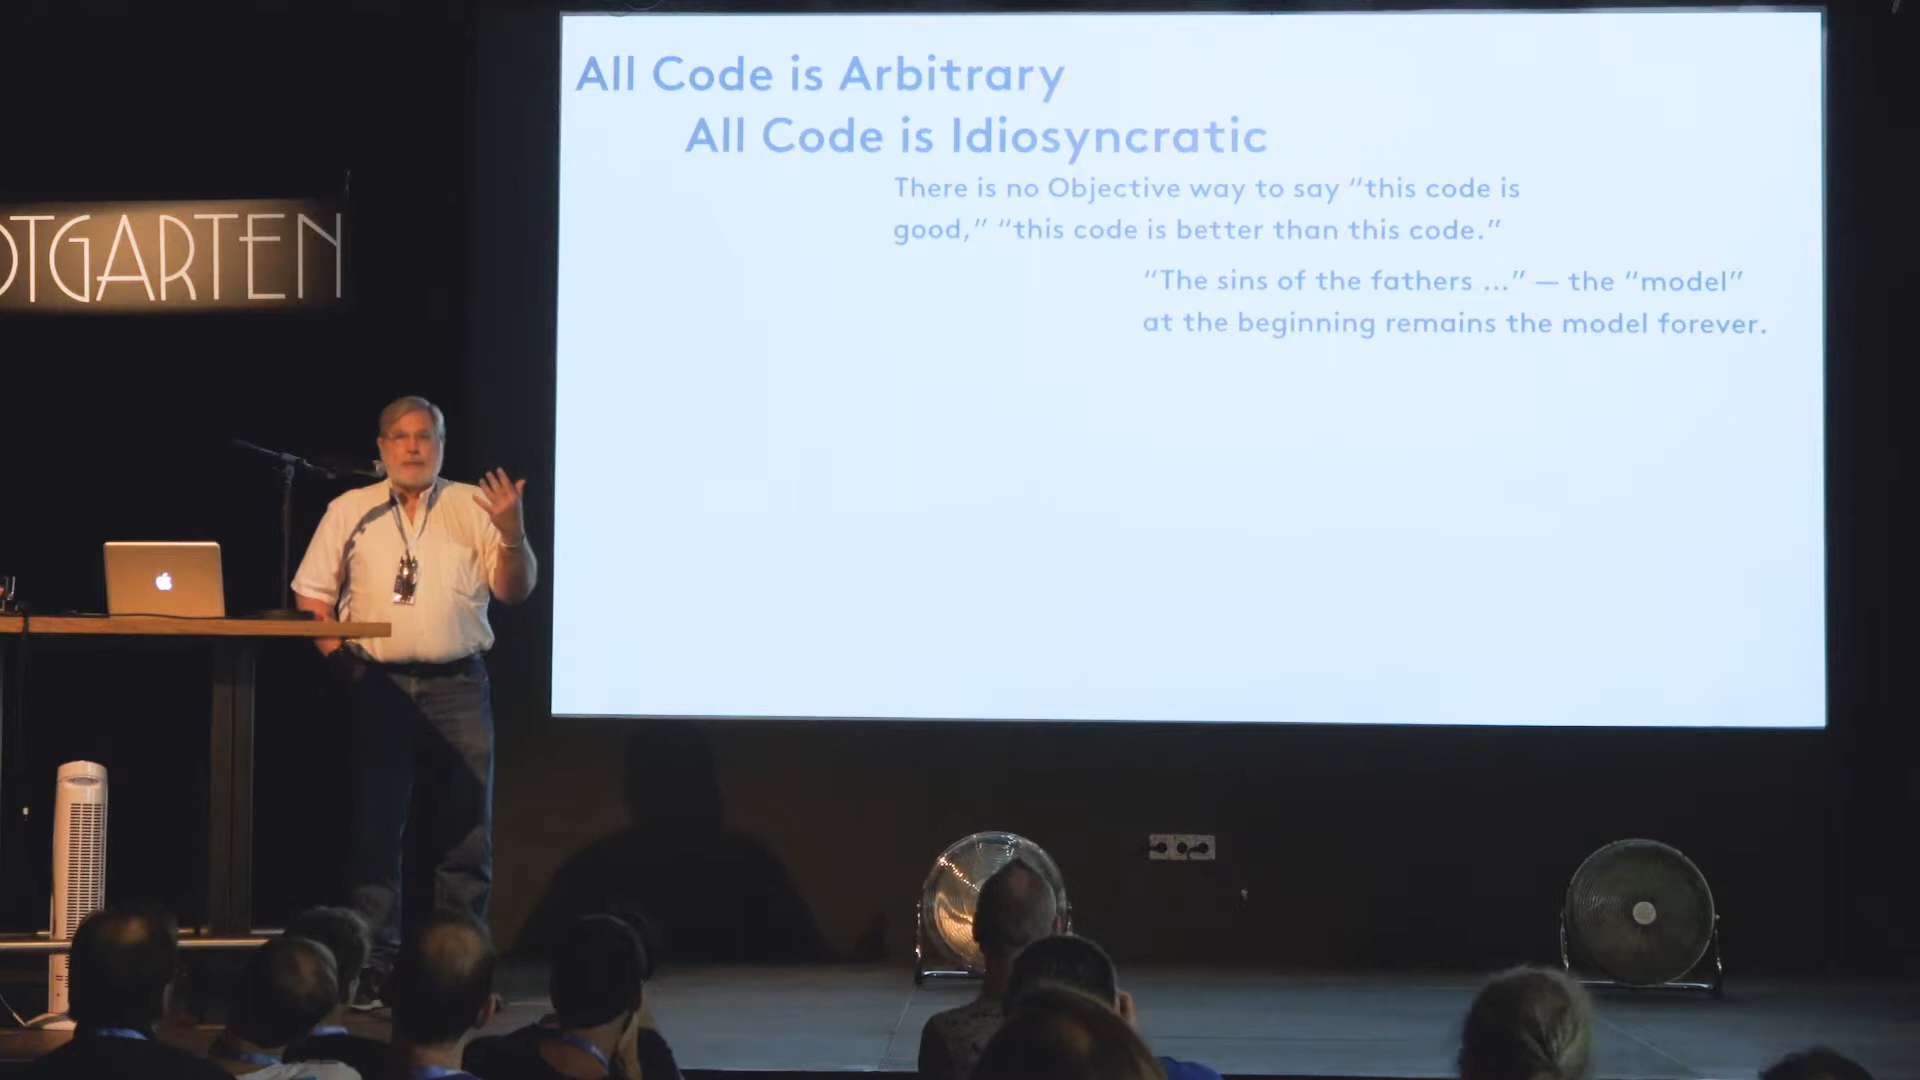 All Code is Arbitrary
All Code is Idiosyncratic
There is no Objective way to say “this code is
good,” “this code is better than this code.”
“The sins of the fathers ...” — the “model”
at the beginning remains the model forever.
OTGARTEN